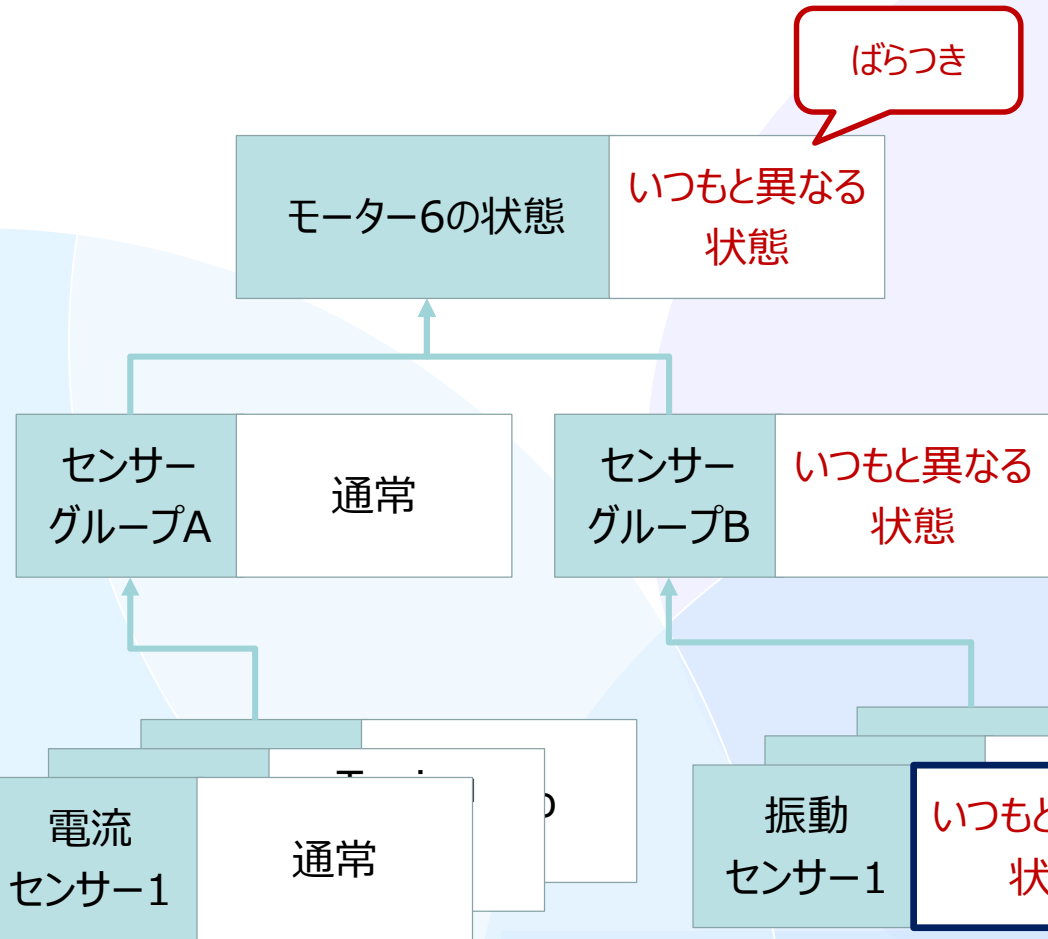 ばらつき
モーター6の状態
いつもと異なる
状態
センサー
グループA
通常
センサー
グループB
いつもと異なる
状態
電流
センサー1
通常
振動
センサー1
いつもと
状